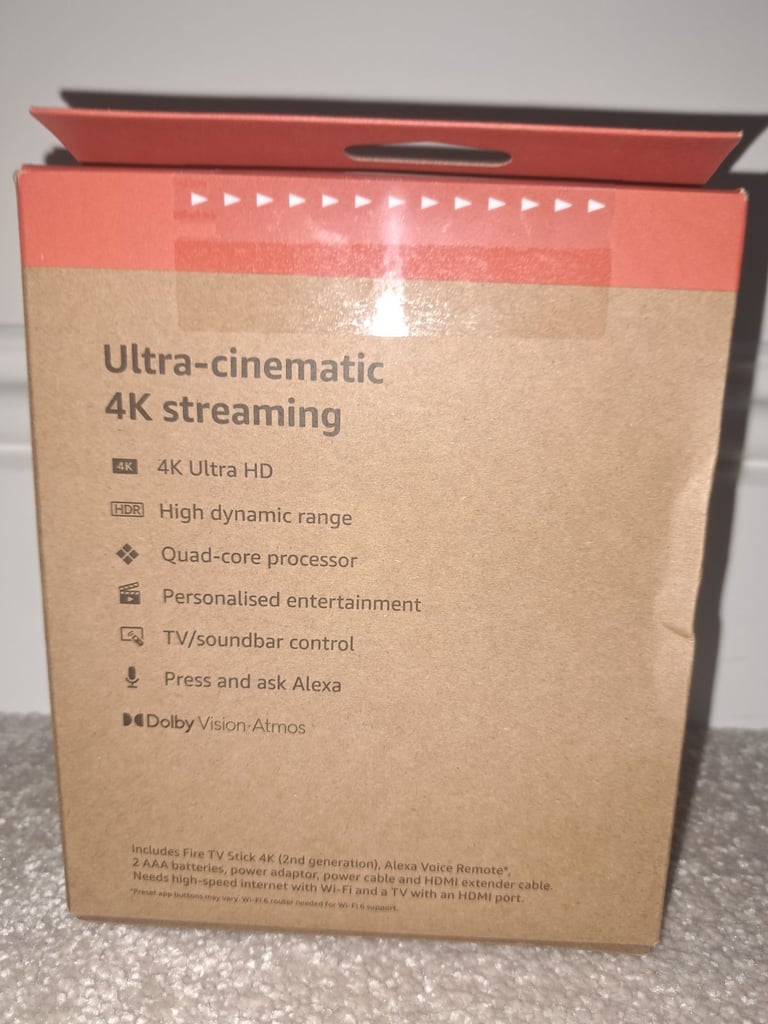 Ultra-cinematic
4K streaming
4K 4K Ultra HD
HDR High dynamic range
Quad-core processor
Personalised entertainment
TV/soundbar control
Press and ask Alexa
Dolby Vision·Atmos
Includes Fire TV Stick 4K (2nd generation), Alexa Voice Remote*,
2 AAA batteries, power adaptor, power cable and HDMI extender cable.
Needs high-speed internet with Wi-Fi and a TV with an HDMI port.
*Preset app buttons may vary. Wi-Fi 6 router needed for Wi-Fi 6 support.